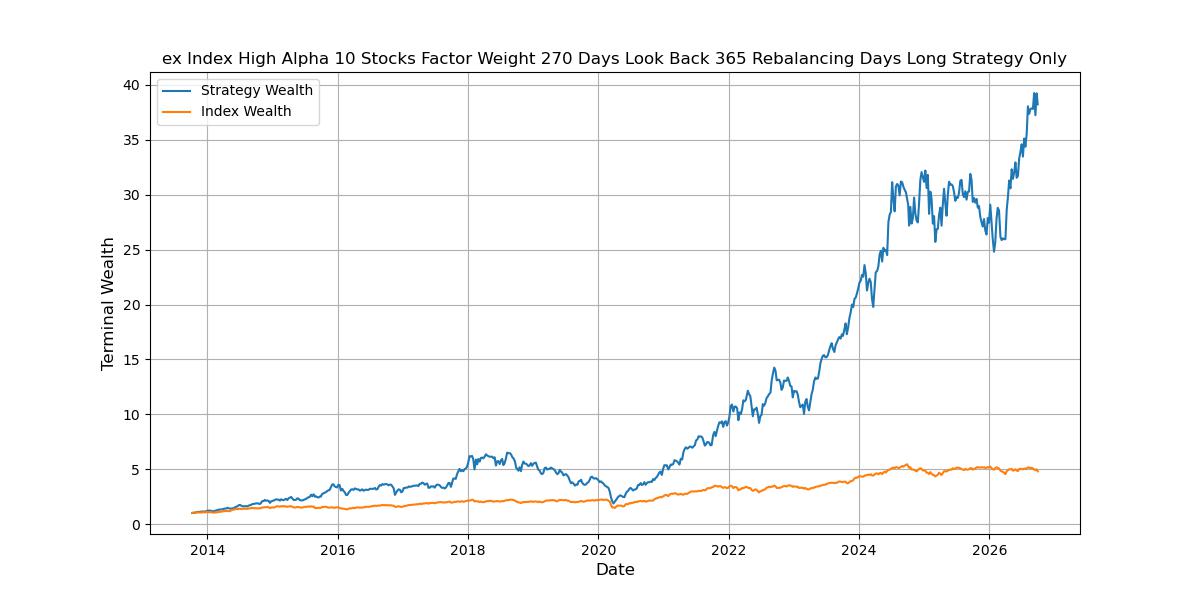 ex Index High Alpha 10 Stocks Factor Weight 270 Days Look Back 365 Rebalancing Days Long Strategy Only
Strategy Wealth
Index Wealth
Terminal Wealth
40
35
30
25
20
15
10
5
0
2014 2016 2018 2020 2022 2024 2026
Date